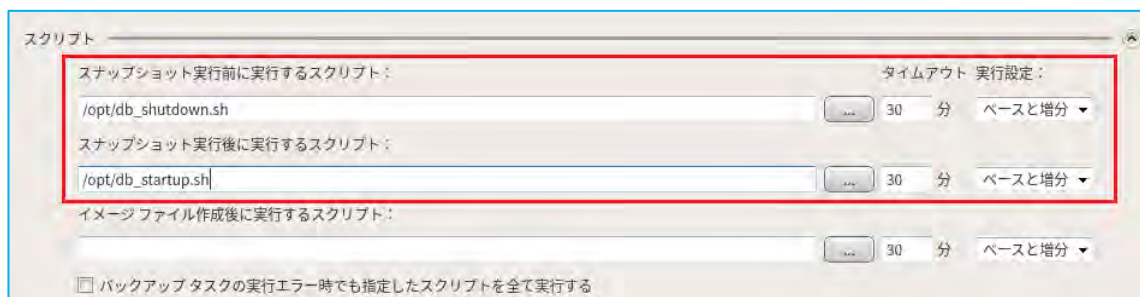 スクリプト
スナップショット実行前に実行するスクリプト： タイムアウト 実行設定：
/opt/db_shutdown.sh ... 30 分 ベースと増分
スナップショット実行後に実行するスクリプト：
/opt/db_startup.sh ... 30 分 ベースと増分
イメージ ファイル作成後に実行するスクリプト：
... 30 分 ベースと増分
バックアップ タスクの実行エラー時でも指定したスクリプトを全て実行する